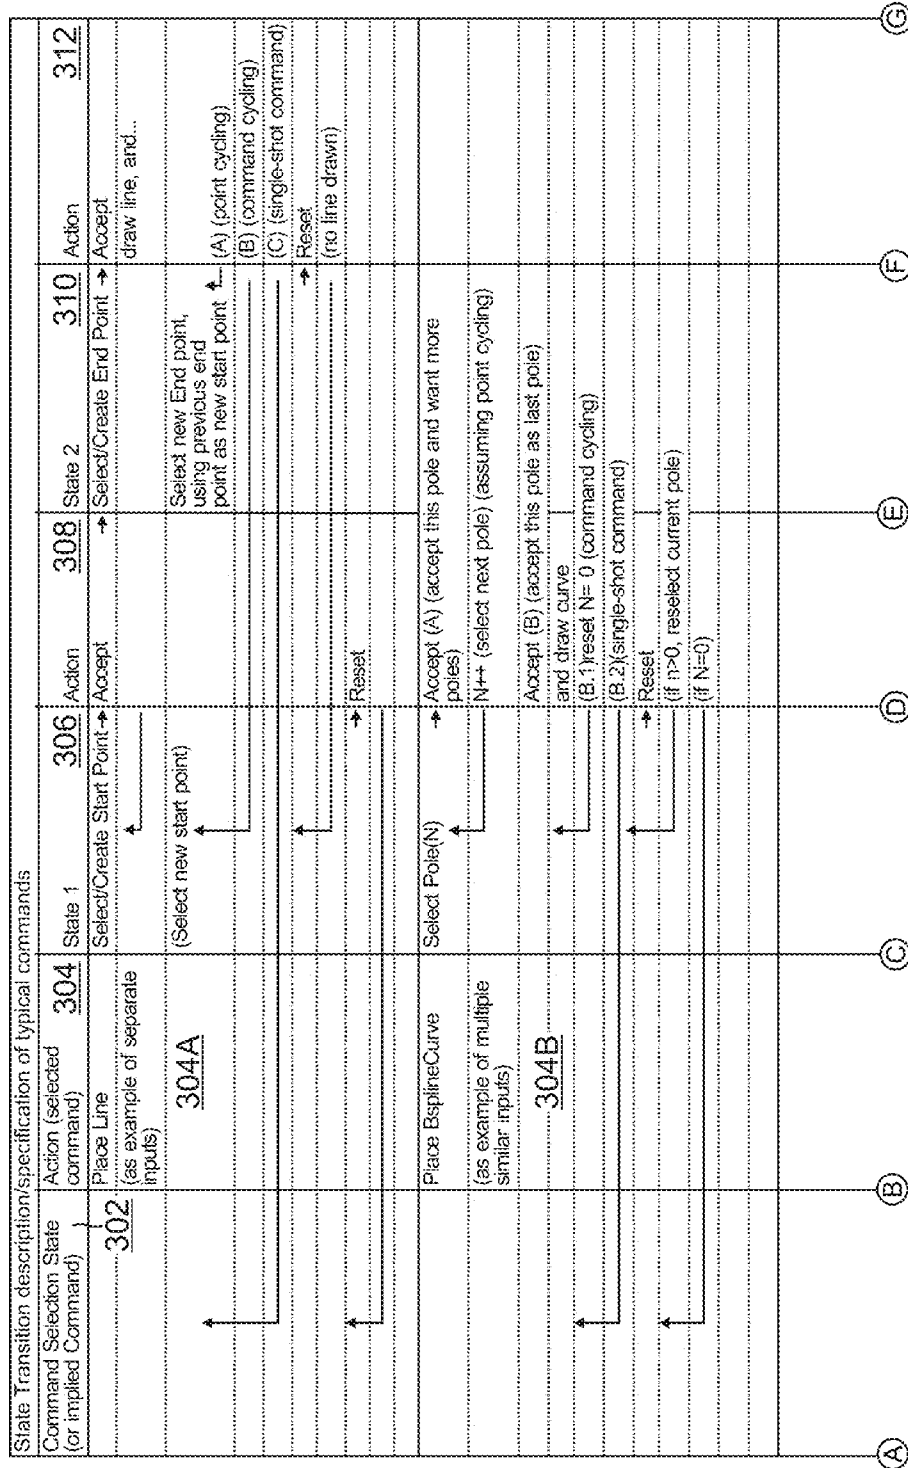 State Transition description/specification of typical commands
Command Selection State
(or implied Command)
302
Action (selected
command)
304
State 1
306
Action
308
State 2
310
Action
312
Place Line
(as example of separate
inputs)
304A
Select/Create Start Point
Accept
Select/Create End Point
Accept
draw line, and...
(Select new start point)
Select new End point,
using previous end
point as new start point
(A) (point cycling)
(B) (command cycling)
(C) (single-shot command)
Reset
(no line drawn)
Reset
Place BsplineCurve
(as example of multiple
similar inputs)
304B
Select Pole(N)
Accept (A) (accept this pole and want more
poles)
N++ (select next pole) (assuming point cycling)
Accept (B) (accept this pole as last pole)
and draw curve
(B.1)reset N= 0 (command cycling)
(B.2)(single-shot command)
Reset
(if n>0, reselect current pole)
(if N=0)
A
B
C
D
E
F
G